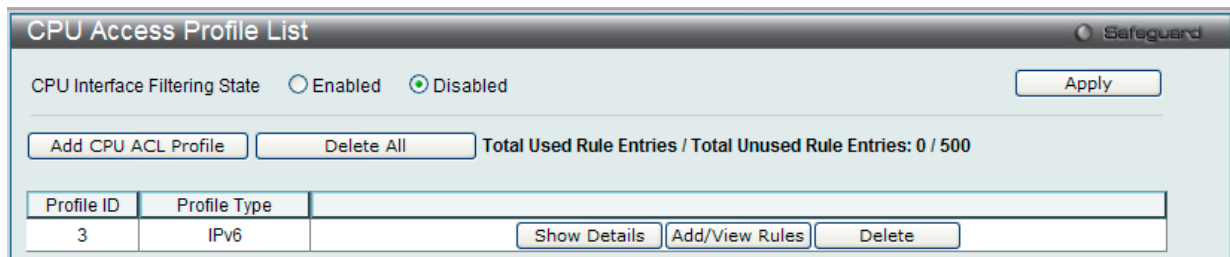 CPU Access Profile List Safeguard
CPU Interface Filtering State Enabled Disabled Apply
Add CPU ACL Profile Delete All Total Used Rule Entries / Total Unused Rule Entries: 0 / 500
Profile ID Profile Type
3 IPv6 Show Details Add/View Rules Delete